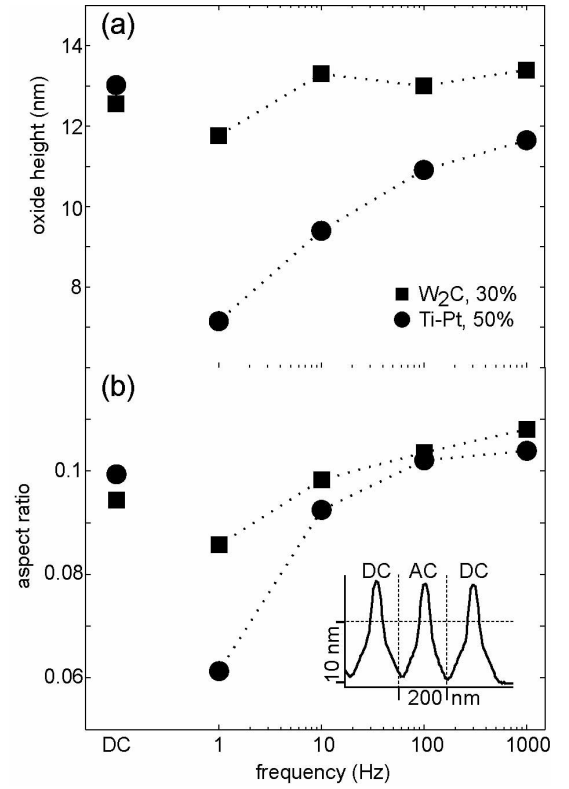 (a)
14
12
10
8
oxide height (nm)
W2C, 30%
Ti-Pt, 50%
(b)
0.1
0.08
0.06
aspect ratio
DC AC DC
10 nm
200 nm
DC 1 10 100 1000
frequency (Hz)